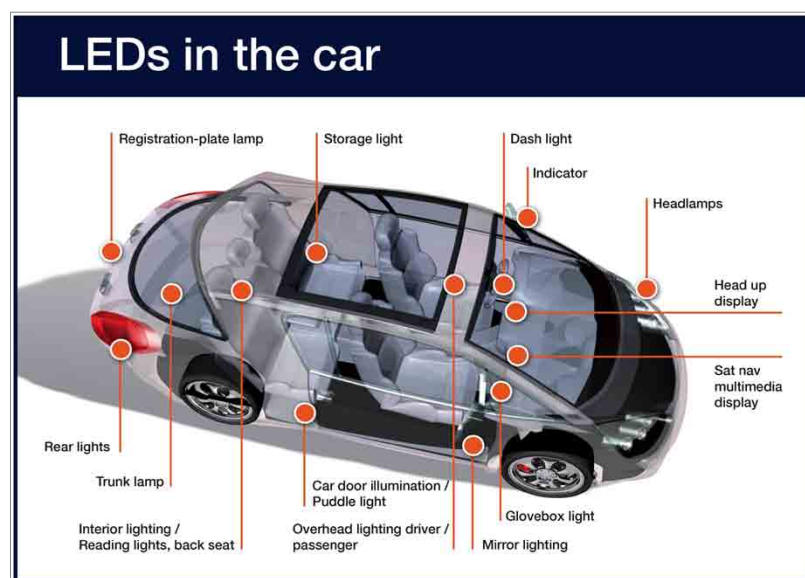 LEDs in the car
Registration-plate lamp
Storage light
Dash light
Indicator
Headlamps
Head up
display
Sat nav
multimedia
display
Rear lights
Trunk lamp
Interior lighting /
Reading lights, back seat
Car door illumination /
Puddle light
Overhead lighting driver /
passenger
Glovebox light
Mirror lighting